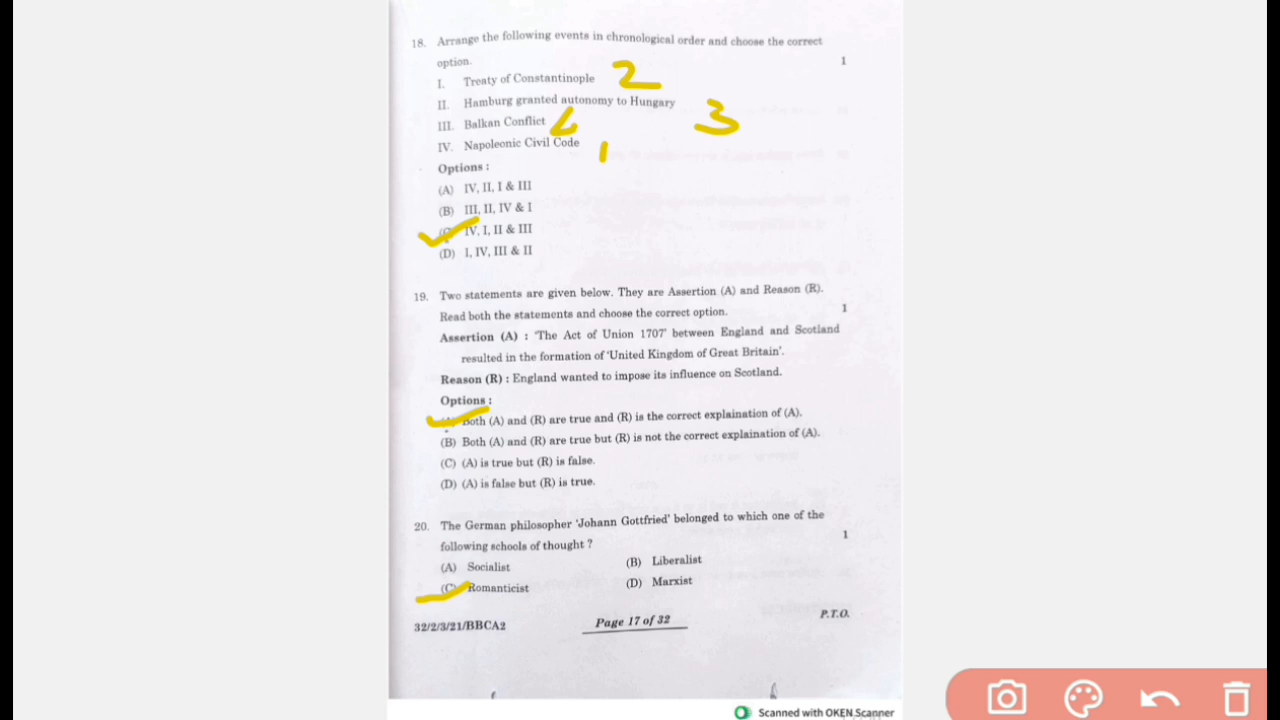 18. Arrange the following events in chronological order and choose the correct
option. 1
I. Treaty of Constantinople 2
II. Hamburg granted autonomy to Hungary 3
III. Balkan Conflict 4
IV. Napoleonic Civil Code 1
Options :
(A) IV, II, I & III
(B) III, II, IV & I
(C) IV, I, II & III
(D) I, IV, III & II
19. Two statements are given below. They are Assertion (A) and Reason (R).
Read both the statements and choose the correct option. 1
Assertion (A) : 'The Act of Union 1707' between England and Scotland
resulted in the formation of 'United Kingdom of Great Britain'.
Reason (R) : England wanted to impose its influence on Scotland.
Options :
(A) Both (A) and (R) are true and (R) is the correct explaination of (A).
(B) Both (A) and (R) are true but (R) is not the correct explaination of (A).
(C) (A) is true but (R) is false.
(D) (A) is false but (R) is true.
20. The German philosopher 'Johann Gottfried' belonged to which one of the
following schools of thought ? 1
(A) Socialist (B) Liberalist
(C) Romanticist (D) Marxist
32/2/3/21/BBCA2 Page 17 of 32 P.T.O.
Scanned with OKEN Scanner